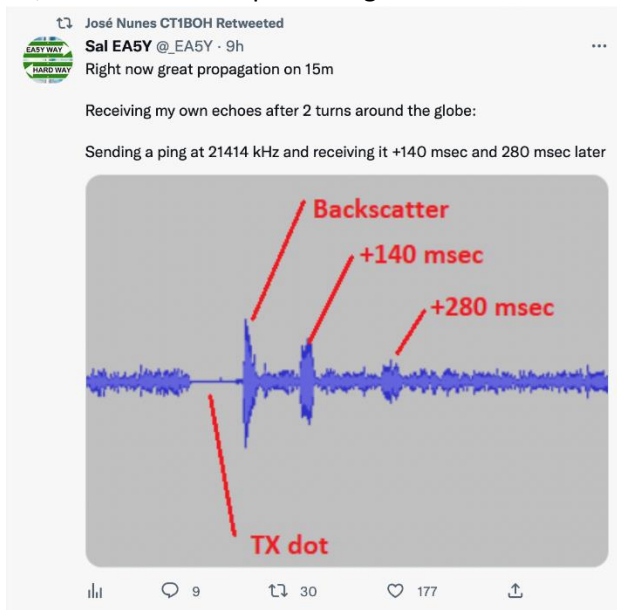 José Nunes CT1BOH Retweeted
Sal EA5Y @_EA5Y · 9h
EASY WAY
HARD WAY
Right now great propagation on 15m
Receiving my own echoes after 2 turns around the globe:
Sending a ping at 21414 kHz and receiving it +140 msec and 280 msec later
Backscatter
+140 msec
+280 msec
TX dot
9 30 177